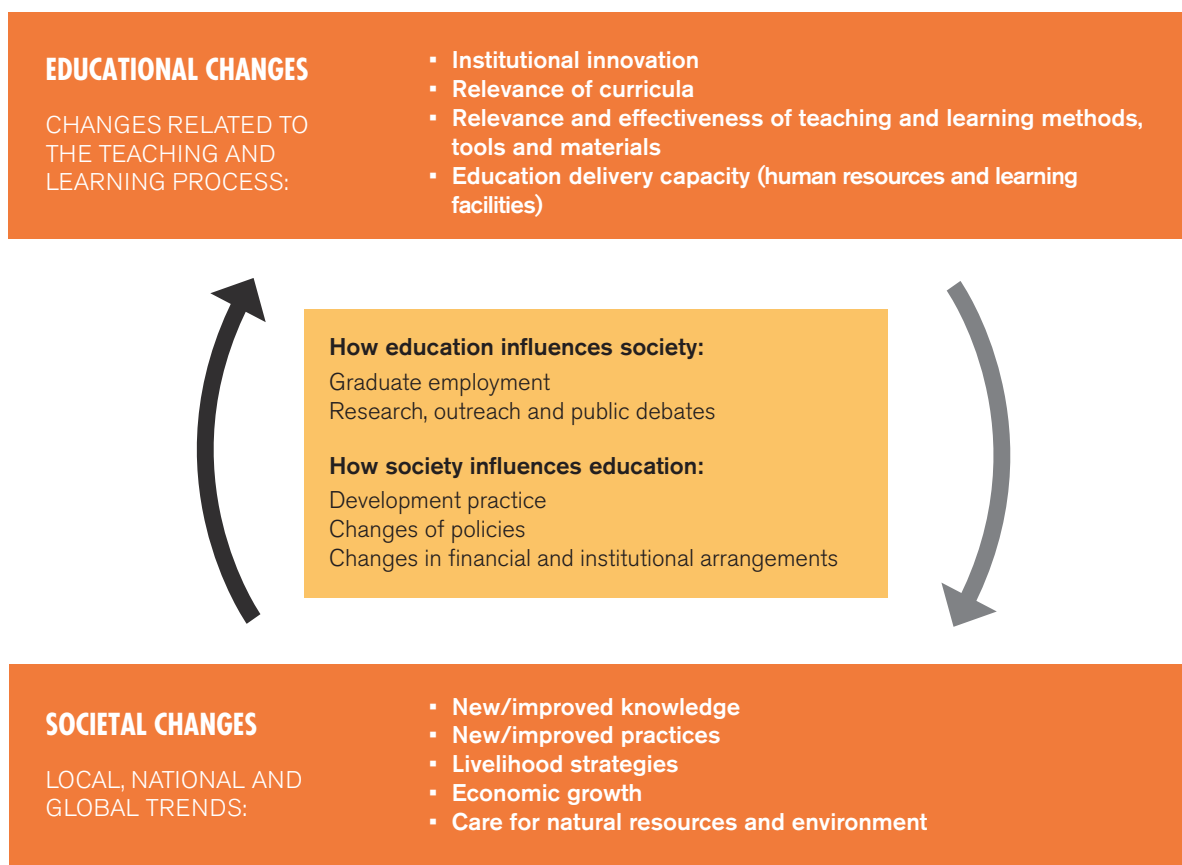 EDUCATIONAL CHANGES
CHANGES RELATED TO
THE TEACHING AND
LEARNING PROCESS:
▪ Institutional innovation
▪ Relevance of curricula
▪ Relevance and effectiveness of teaching and learning methods,
tools and materials
▪ Education delivery capacity (human resources and learning
facilities)
How education influences society:
Graduate employment
Research, outreach and public debates
How society influences education:
Development practice
Changes of policies
Changes in financial and institutional arrangements
SOCIETAL CHANGES
LOCAL, NATIONAL AND
GLOBAL TRENDS:
▪ New/improved knowledge
▪ New/improved practices
▪ Livelihood strategies
▪ Economic growth
▪ Care for natural resources and environment